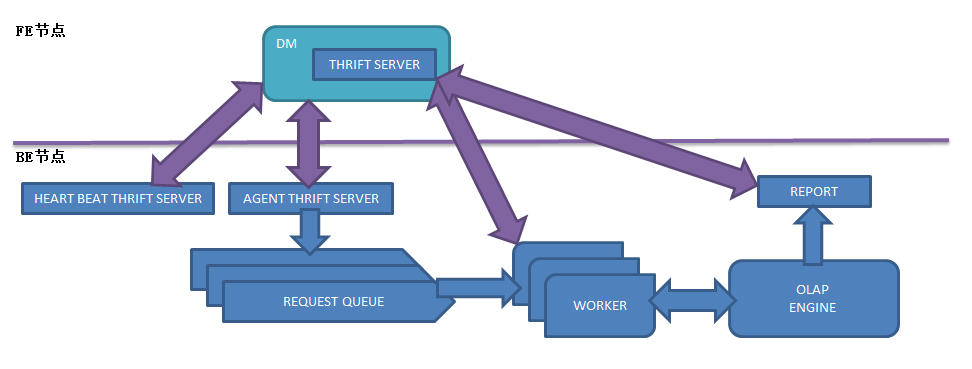 FE节点
DM
THRIFT SERVER
BE节点
HEART BEAT THRIFT SERVER
AGENT THRIFT SERVER
REPORT
REQUEST QUEUE
WORKER
OLAP
ENGINE